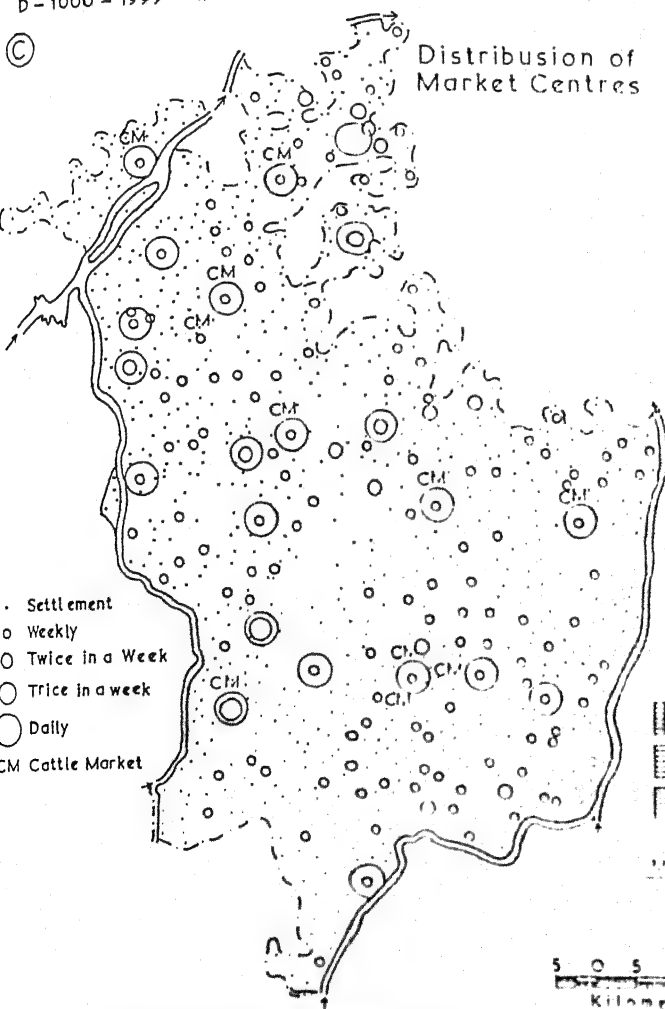 D - 1000 - 1999
C
Distribusion of
Market Centres
CM
CM
CM
CM
CM
CM
CM
CM
CM
CM
CM
Settlement
Weekly
Twice in a Week
Trice in a week
Daily
CM Cattle Market
5 0 5
Kilome